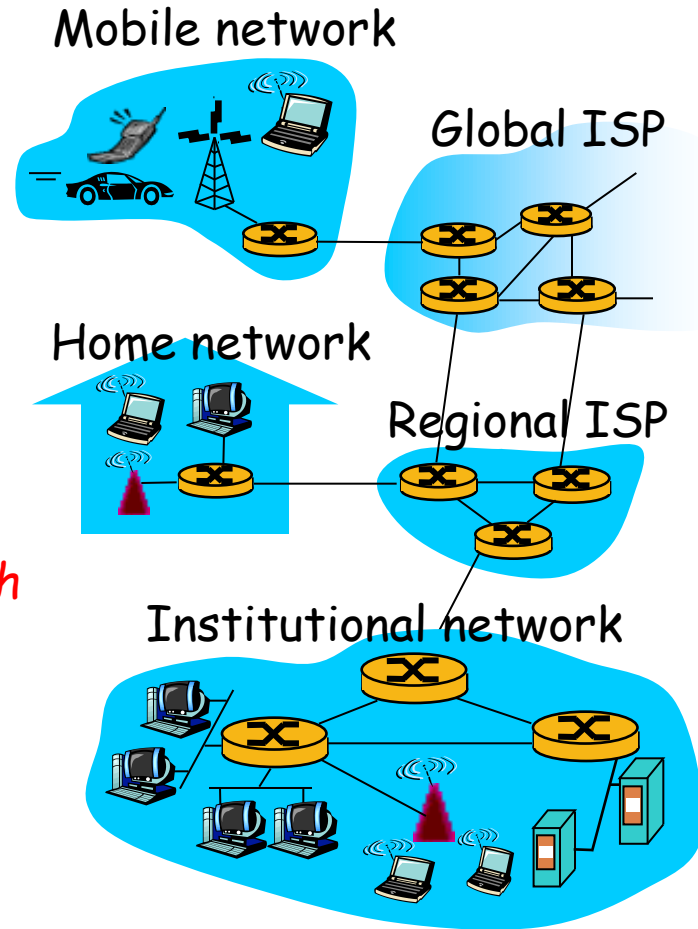 Mobile network
Global ISP
Home network
Regional ISP
h
Institutional network